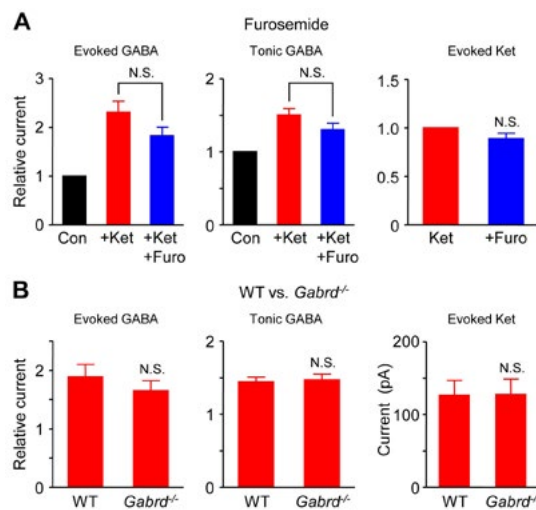 A
Furosemide
Evoked GABA
Tonic GABA
Evoked Ket
Relative current
3
2
1
0
N.S.
Con
+Ket
+Ket
+Furo
2
1
0
N.S.
Con
+Ket
+Ket
+Furo
1.5
1.0
0.5
0
N.S.
Ket
+Furo
B
WT vs. Gabrd-/-
Evoked GABA
Tonic GABA
Evoked Ket
Relative current
3
2
1
0
N.S.
WT
Gabrd-/-
2
1
0
N.S.
WT
Gabrd-/-
Current (pA)
200
150
100
0
N.S.
WT
Gabrd-/-